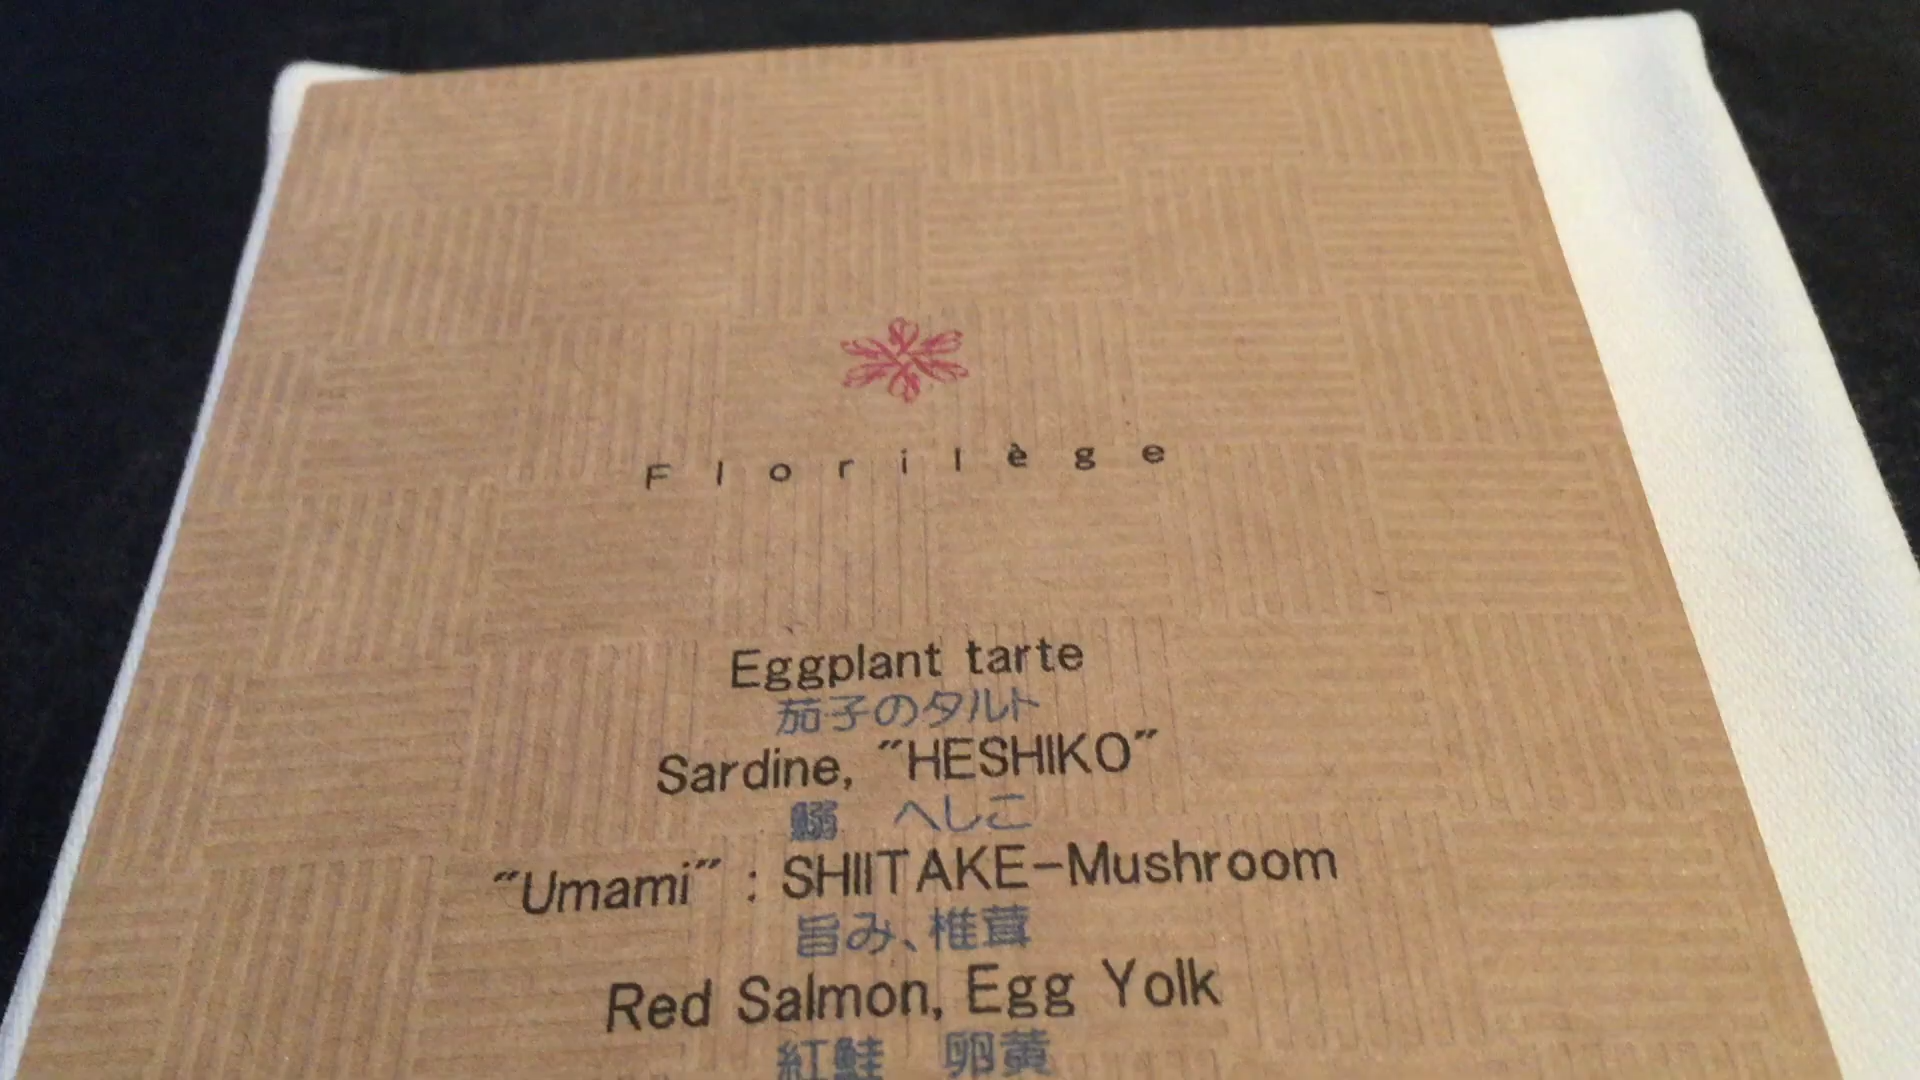 Florilège
Eggplant tarte
茄子のタルト
Sardine, "HESHIKO"
鰯 へしこ
"Umami" : SHIITAKE-Mushroom
旨み、椎茸
Red Salmon, Egg Yolk
紅鮭 卵黄